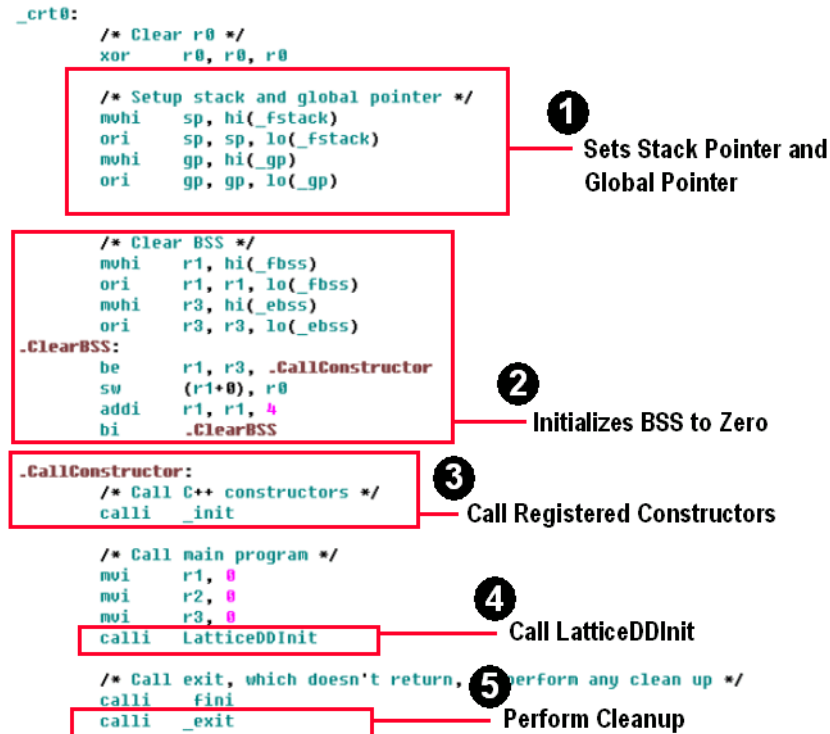 _crt0:
/* Clear r0 */
xor r0, r0, r0
/* Setup stack and global pointer */
mvhi sp, hi(_fstack)
ori sp, sp, lo(_fstack)
mvhi gp, hi(_gp)
ori gp, gp, lo(_gp)
1
Sets Stack Pointer and
Global Pointer
/* Clear BSS */
mvhi r1, hi(_fbss)
ori r1, r1, lo(_fbss)
mvhi r3, hi(_ebss)
ori r3, r3, lo(_ebss)
.ClearBSS:
be r1, r3, .CallConstructor
sw (r1+0), r0
addi r1, r1, 4
bi .ClearBSS
2
Initializes BSS to Zero
.CallConstructor:
/* Call C++ constructors */
calli _init
3
Call Registered Constructors
/* Call main program */
mvi r1, 0
mvi r2, 0
mvi r3, 0
calli LatticeDDInit
4
Call LatticeDDInit
/* Call exit, which doesn't return, perform any clean up */
calli _fini
calli _exit
5
Perform Cleanup